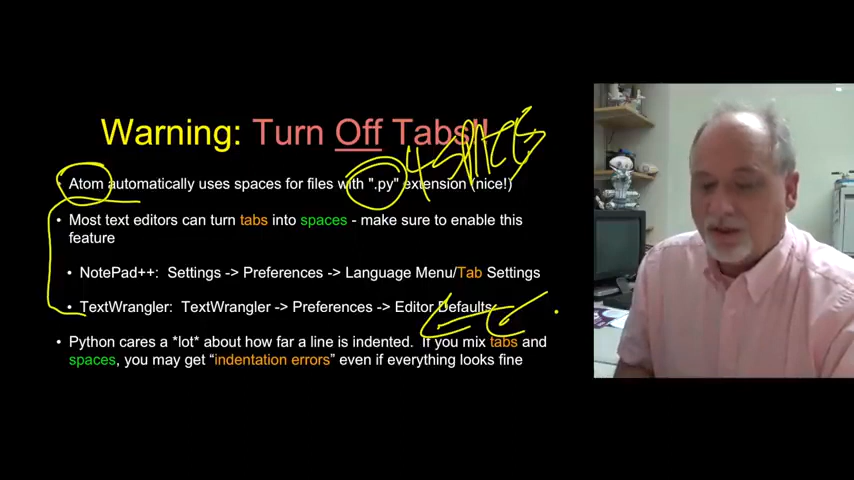 Warning: Turn Off Tabs!!
4 spaces
• Atom automatically uses spaces for files with ".py" extension (nice!)
• Most text editors can turn tabs into spaces - make sure to enable this
feature
• NotePad++: Settings -> Preferences -> Language Menu/Tab Settings
• TextWrangler: TextWrangler -> Preferences -> Editor Defaults
• Python cares a *lot* about how far a line is indented. If you mix tabs and
spaces, you may get “indentation errors” even if everything looks fine